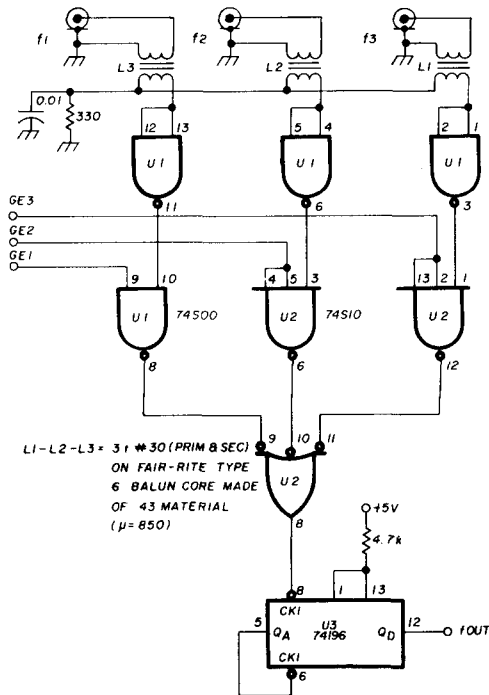 f1 f2 f3
L3 L2 L1
0.01
330
12 13 5 4 2 1
U1 U1 U1
11 6 3
GE3
GE2
GE1
9 10 4 5 3 13 2 1
U1 74S00 U2 74S10 U2
8 6 12
9 10 11
L1-L2-L3= 3t #30 (PRIM & SEC)
ON FAIR-RITE TYPE
6 BALUN CORE MADE
OF 43 MATERIAL
(μ=850)
U2
8
+5V
4.7k
8 1 13
CKI
U3
5 QA 74196 QD 12 fOUT
CKI
6